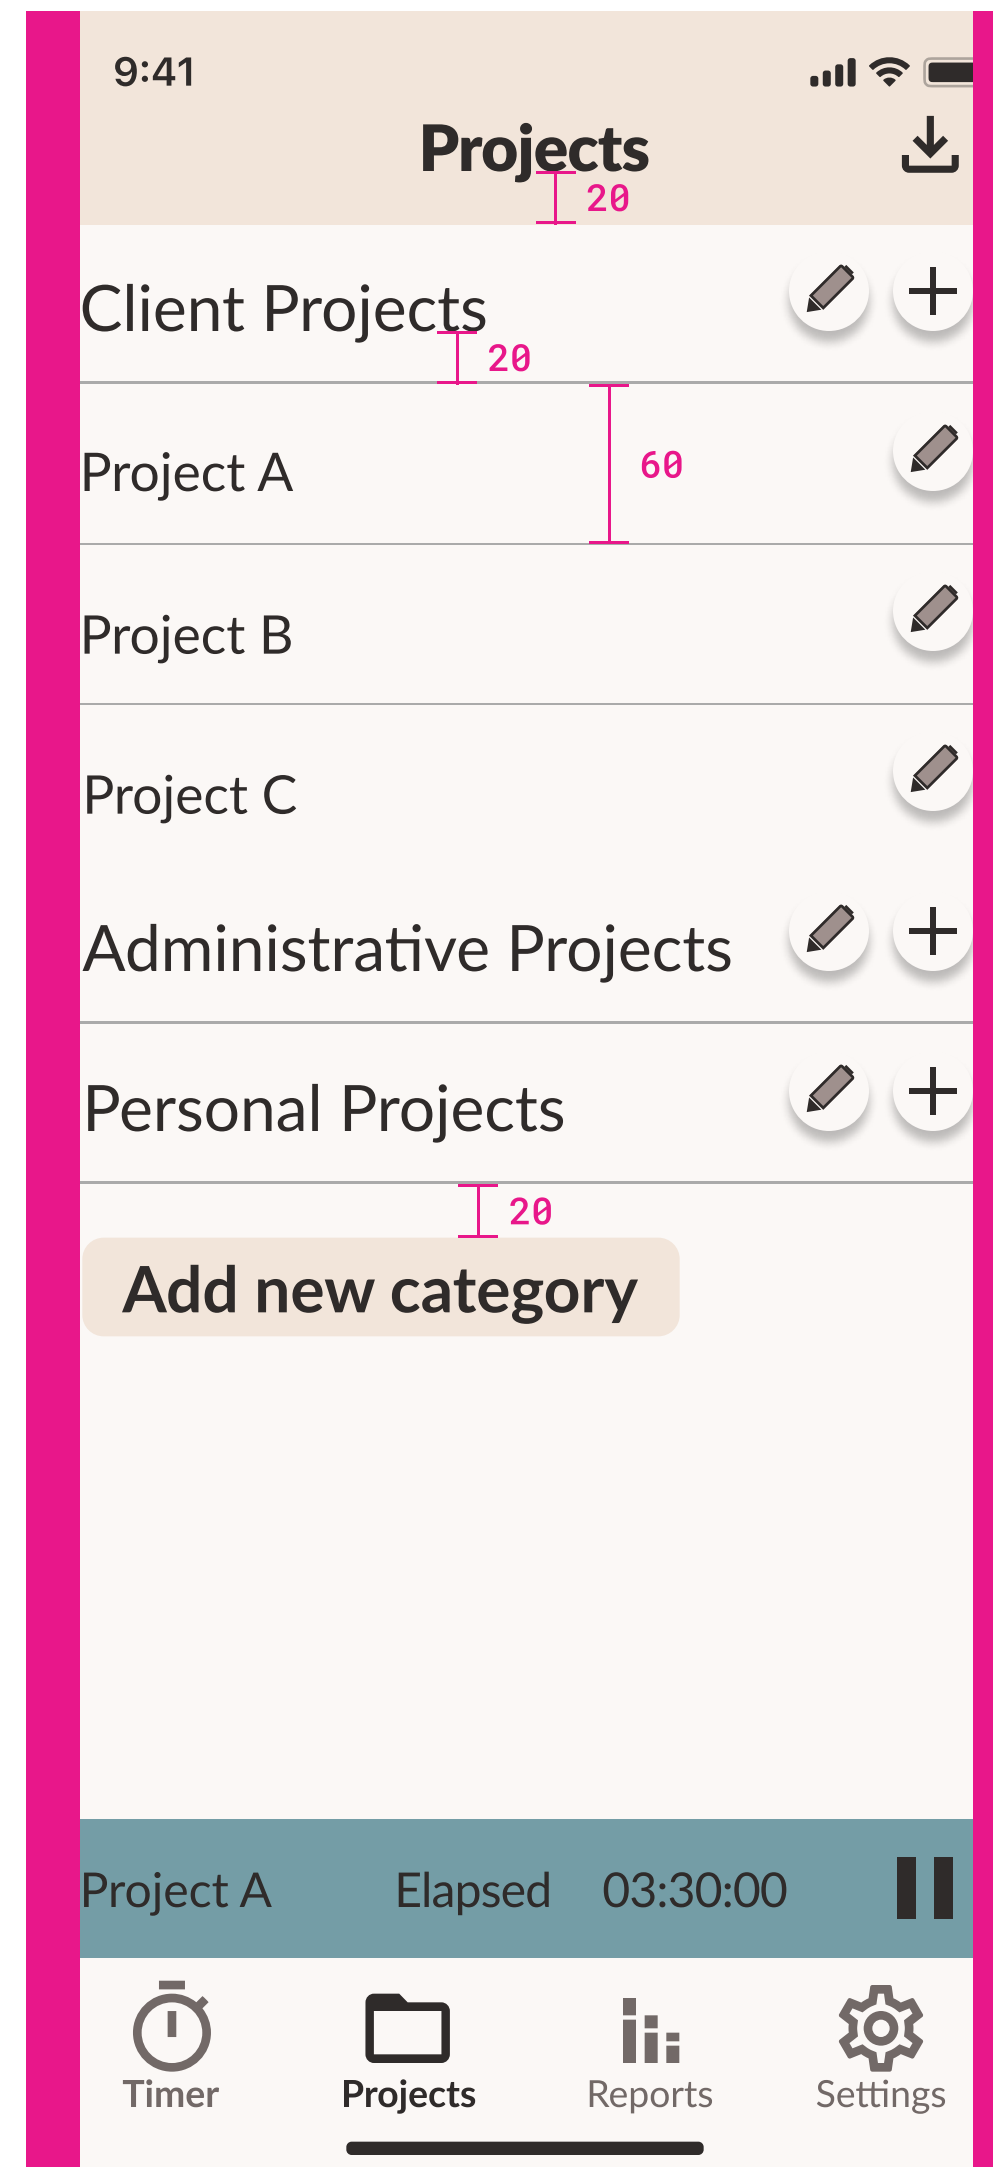 9:41
Projects
20
Client Projects
20
Project A
60
Project B
Project C
Administrative Projects
Personal Projects
20
Add new category
Project A Elapsed 03:30:00
Timer Projects Reports Settings